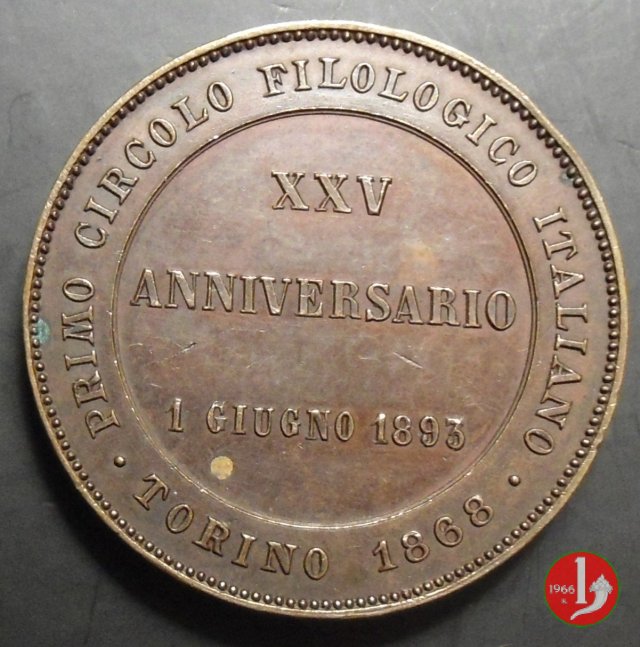 PRIMO CIRCOLO FILOLOGICO ITALIANO
XXV
ANNIVERSARIO
1 GIUGNO 1893
· TORINO 1868 ·
1966